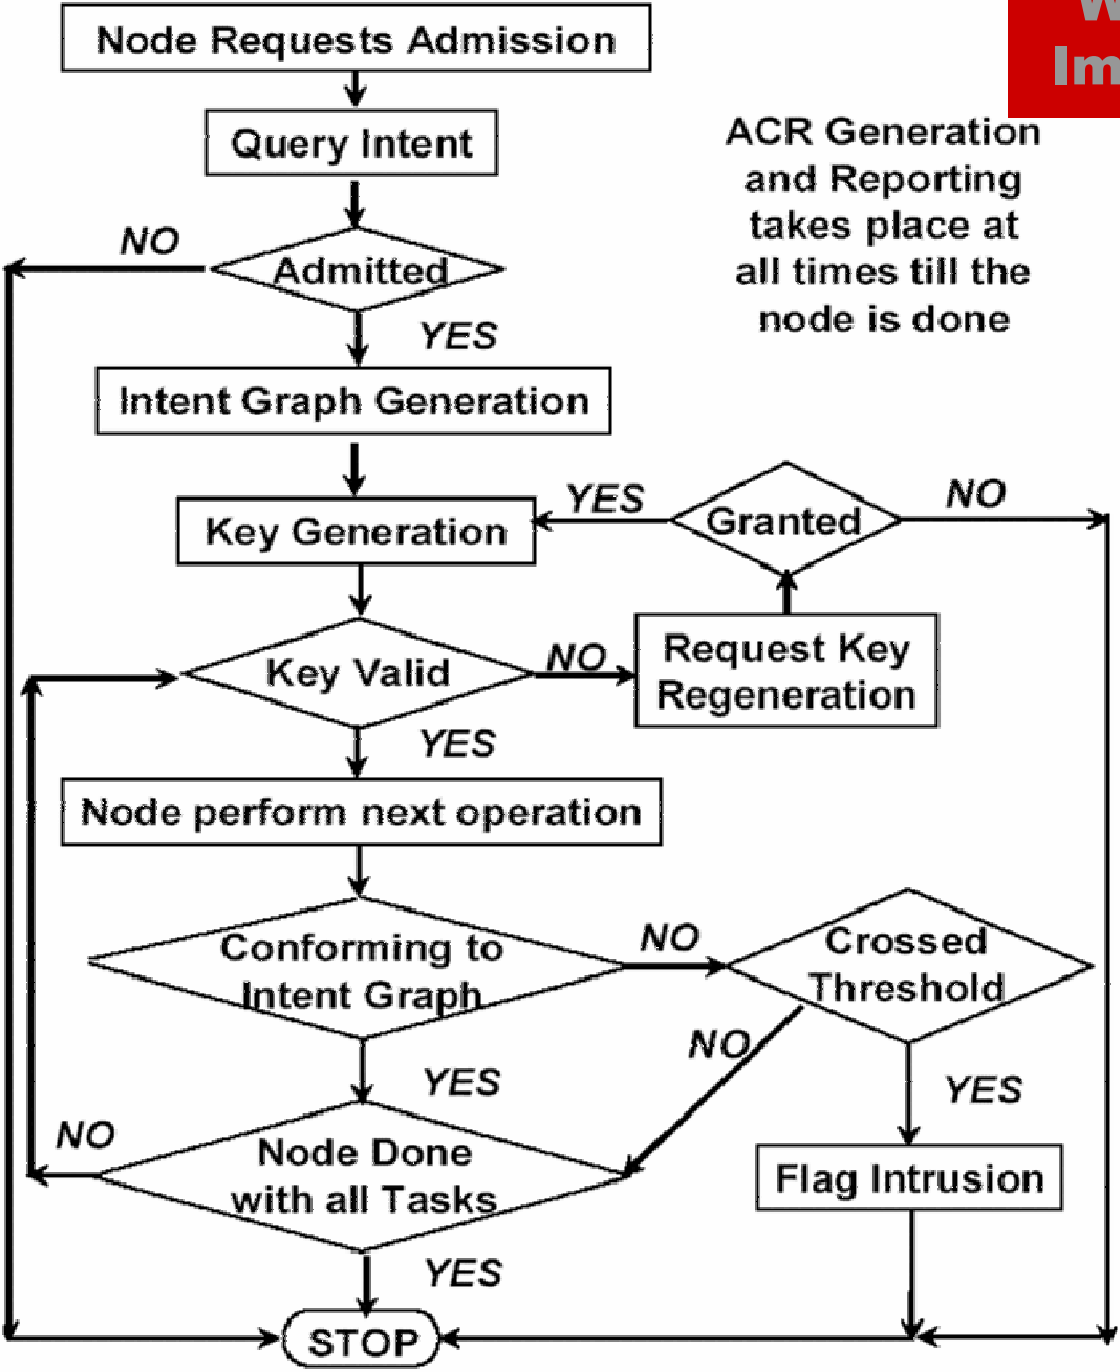 Node Requests Admission
Query Intent
ACR Generation
and Reporting
takes place at
all times till the
node is done
NO
Admitted
YES
Intent Graph Generation
Key Generation
YES
Granted
NO
Key Valid
NO
Request Key
Regeneration
YES
Node perform next operation
Conforming to
Intent Graph
NO
Crossed
Threshold
NO
YES
YES
NO
Node Done
with all Tasks
Flag Intrusion
YES
STOP